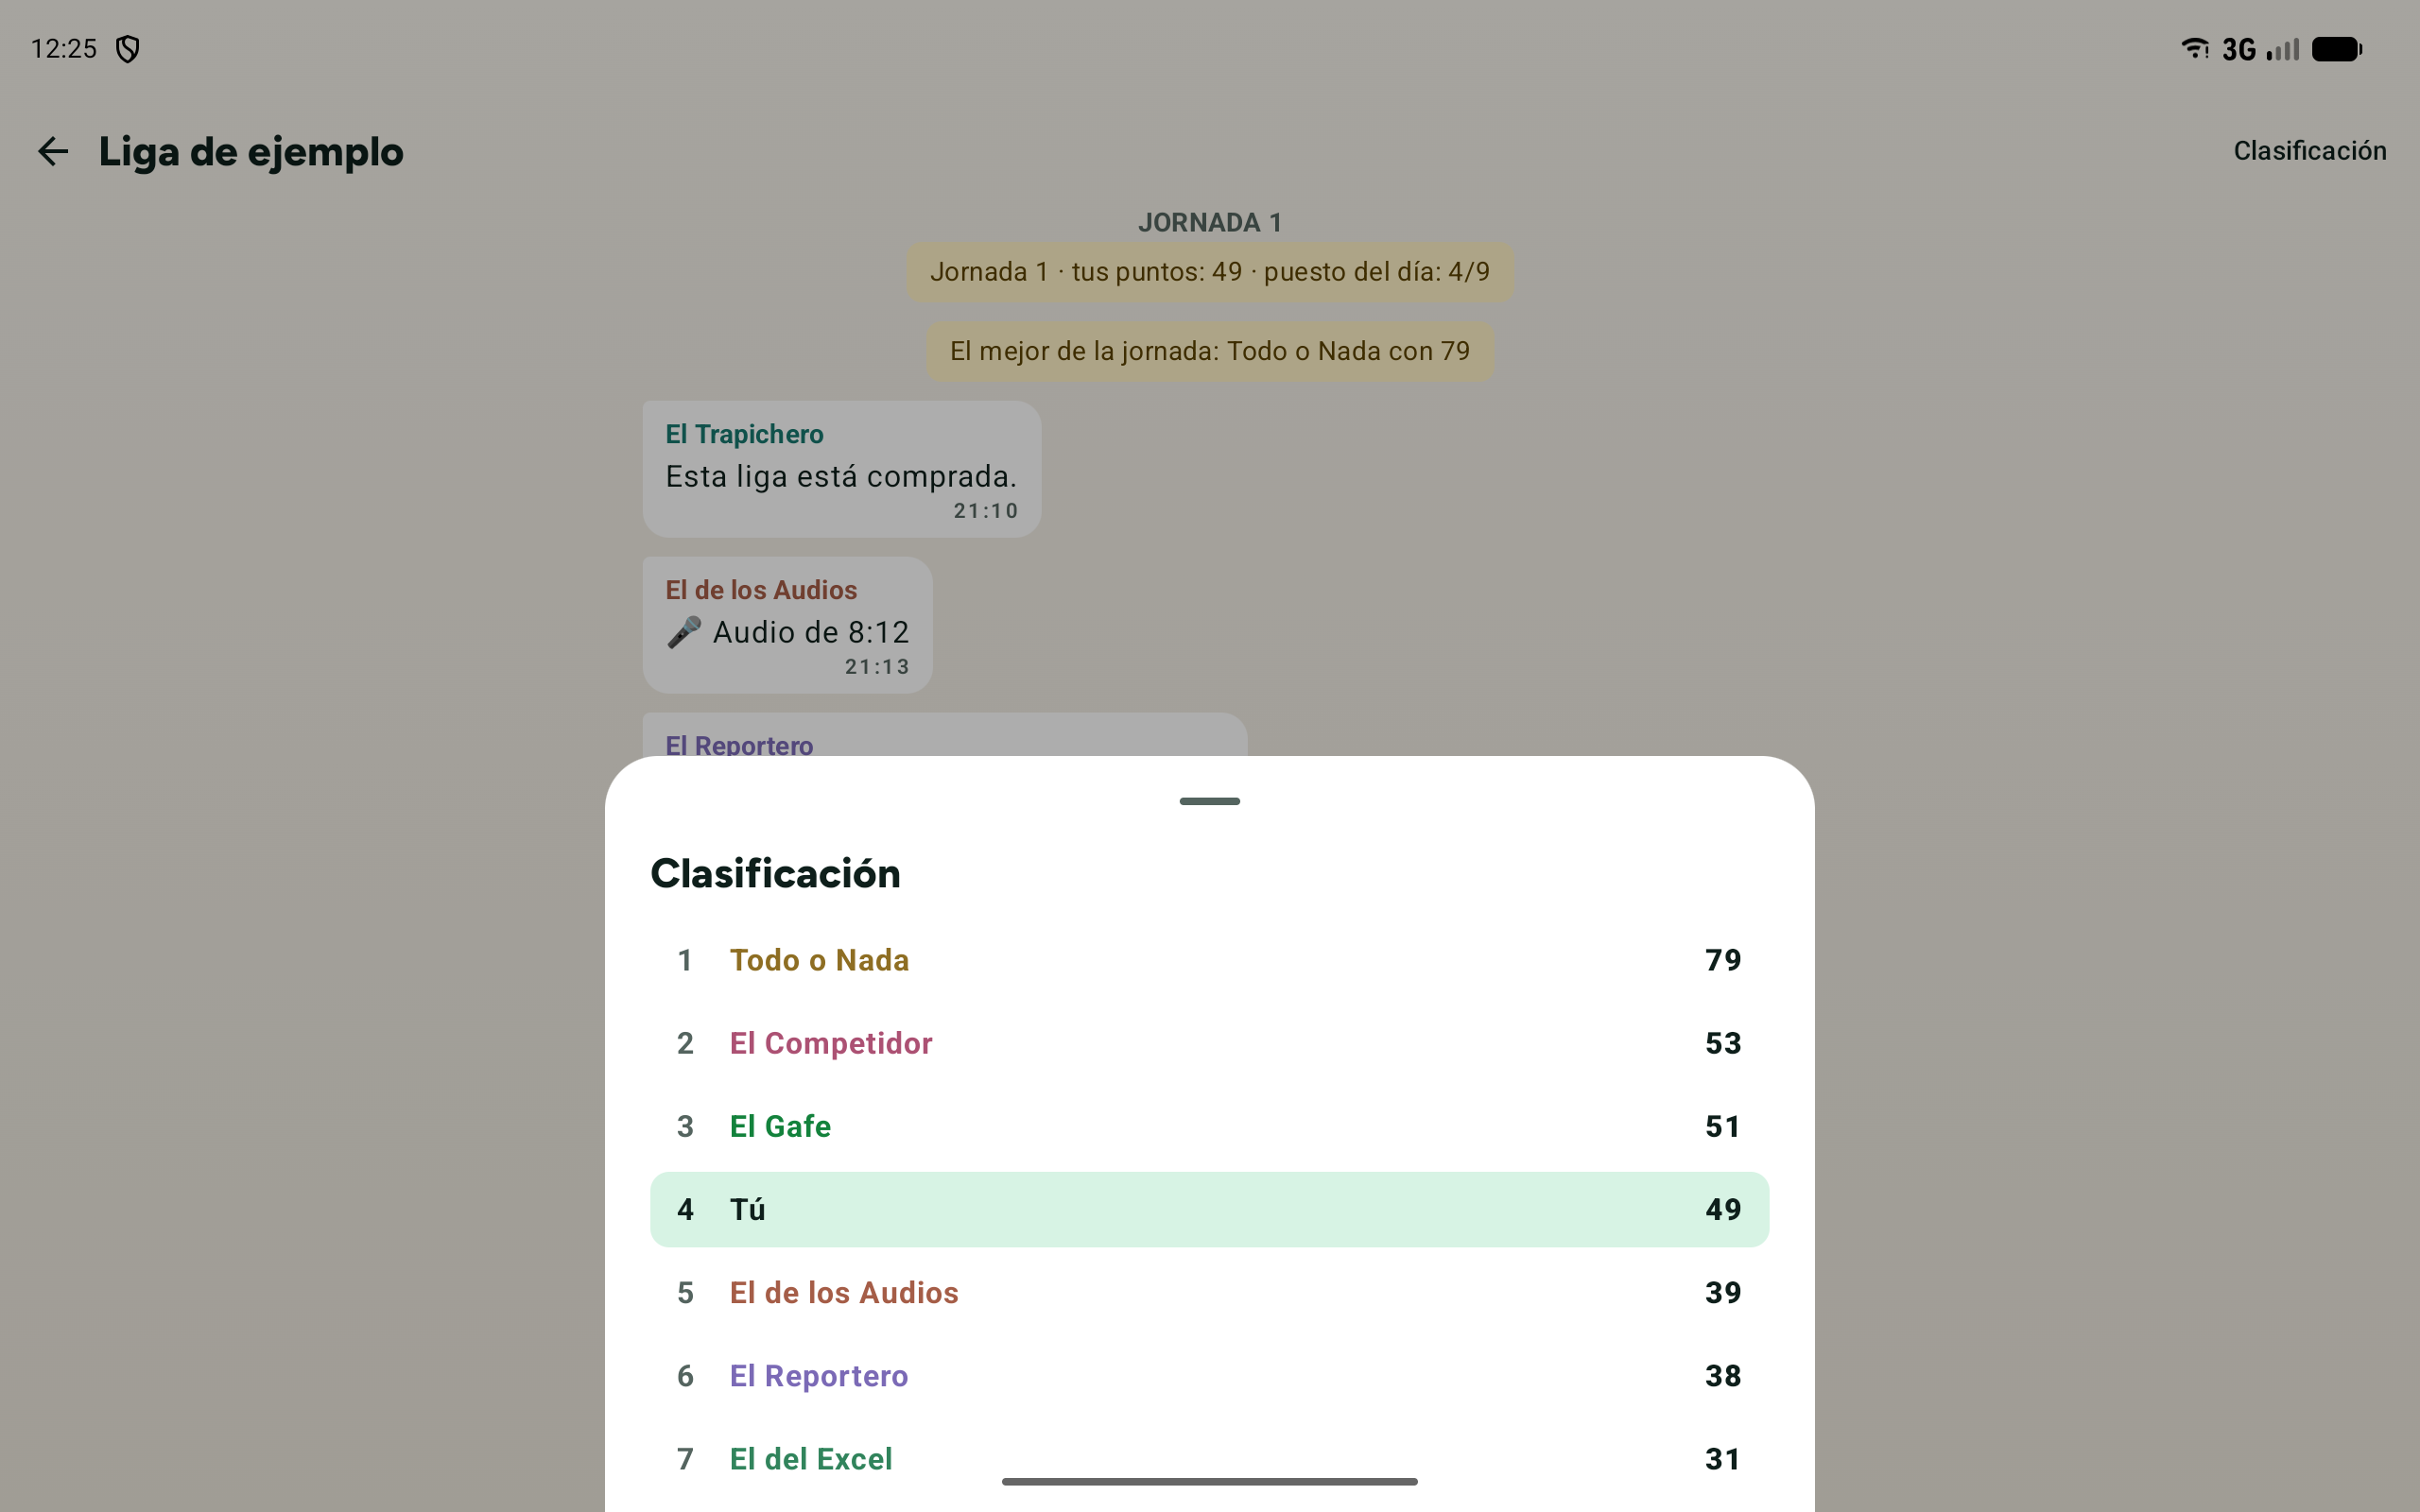 12:25
3G
Liga de ejemplo
Clasificación
JORNADA 1
Jornada 1 · tus puntos: 49 · puesto del día: 4/9
El mejor de la jornada: Todo o Nada con 79
El Trapichero
Esta liga está comprada.
21:10
El de los Audios
🎤 Audio de 8:12
21:13
El Reportero
Clasificación
1 Todo o Nada 79
2 El Competidor 53
3 El Gafe 51
4 Tú 49
5 El de los Audios 39
6 El Reportero 38
7 El del Excel 31